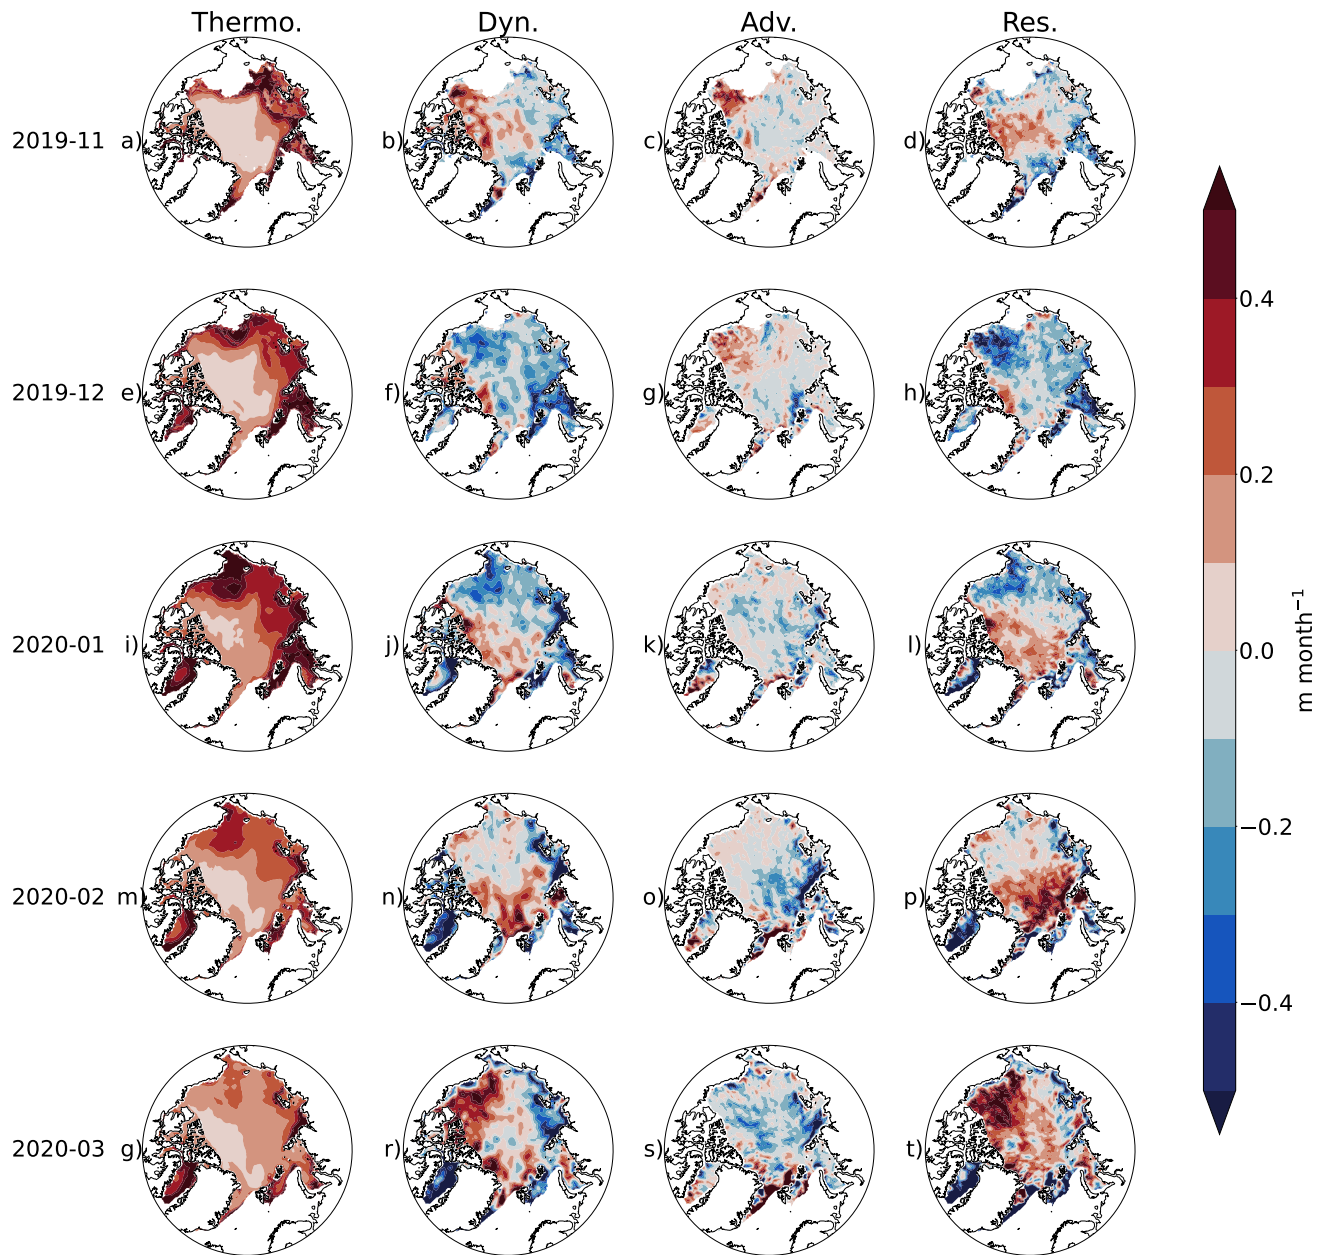 Thermo. Dyn. Adv. Res.
2019-11 a) b) c) d)
2019-12 e) f) g) h)
2020-01 i) j) k) l)
2020-02 m) n) o) p)
2020-03 g) r) s) t)
0.4
0.2
0.0
−0.2
−0.4
m month⁻¹